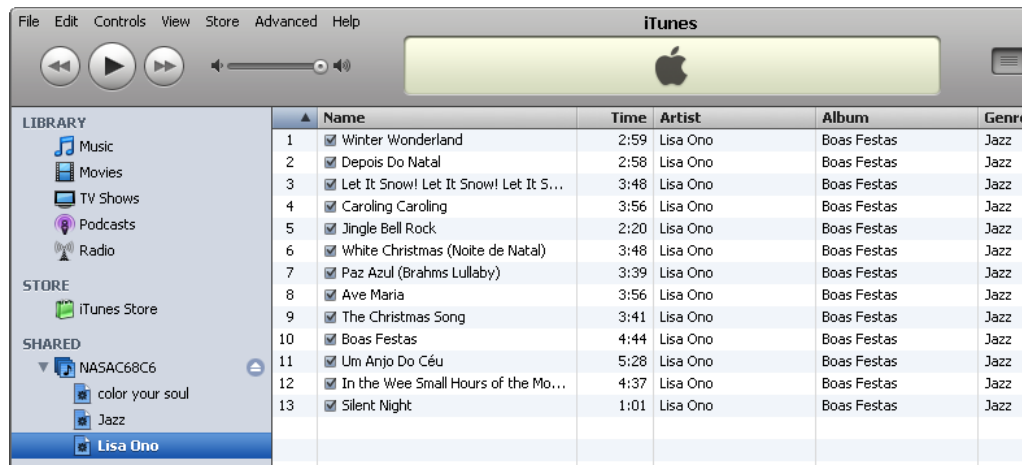 File Edit Controls View Store Advanced Help
iTunes
LIBRARY
Music
Movies
TV Shows
Podcasts
Radio
STORE
iTunes Store
SHARED
NASAC68C6
color your soul
Jazz
Lisa Ono
Name Time Artist Album Genre
1 Winter Wonderland 2:59 Lisa Ono Boas Festas Jazz
2 Depois Do Natal 2:58 Lisa Ono Boas Festas Jazz
3 Let It Snow! Let It Snow! Let It S... 3:48 Lisa Ono Boas Festas Jazz
4 Caroling Caroling 3:56 Lisa Ono Boas Festas Jazz
5 Jingle Bell Rock 2:20 Lisa Ono Boas Festas Jazz
6 White Christmas (Noite de Natal) 3:48 Lisa Ono Boas Festas Jazz
7 Paz Azul (Brahms Lullaby) 3:39 Lisa Ono Boas Festas Jazz
8 Ave Maria 3:56 Lisa Ono Boas Festas Jazz
9 The Christmas Song 3:41 Lisa Ono Boas Festas Jazz
10 Boas Festas 4:44 Lisa Ono Boas Festas Jazz
11 Um Anjo Do Céu 5:28 Lisa Ono Boas Festas Jazz
12 In the Wee Small Hours of the Mo... 4:37 Lisa Ono Boas Festas Jazz
13 Silent Night 1:01 Lisa Ono Boas Festas Jazz